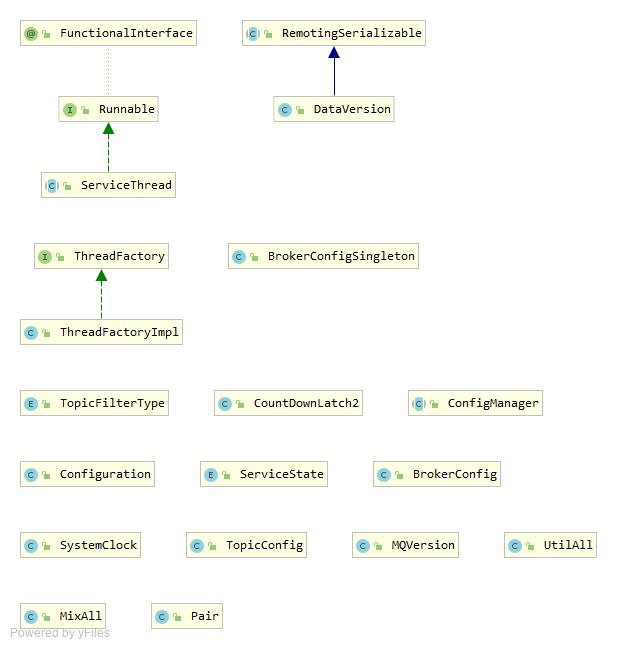 @ FunctionalInterface
C RemotingSerializable
I Runnable
C DataVersion
C ServiceThread
I ThreadFactory
C BrokerConfigSingleton
C ThreadFactoryImpl
E TopicFilterType
C CountDownLatch2
C ConfigManager
C Configuration
E ServiceState
C BrokerConfig
C SystemClock
C TopicConfig
C MQVersion
C UtilAll
C MixAll
C Pair
Powered by yFiles